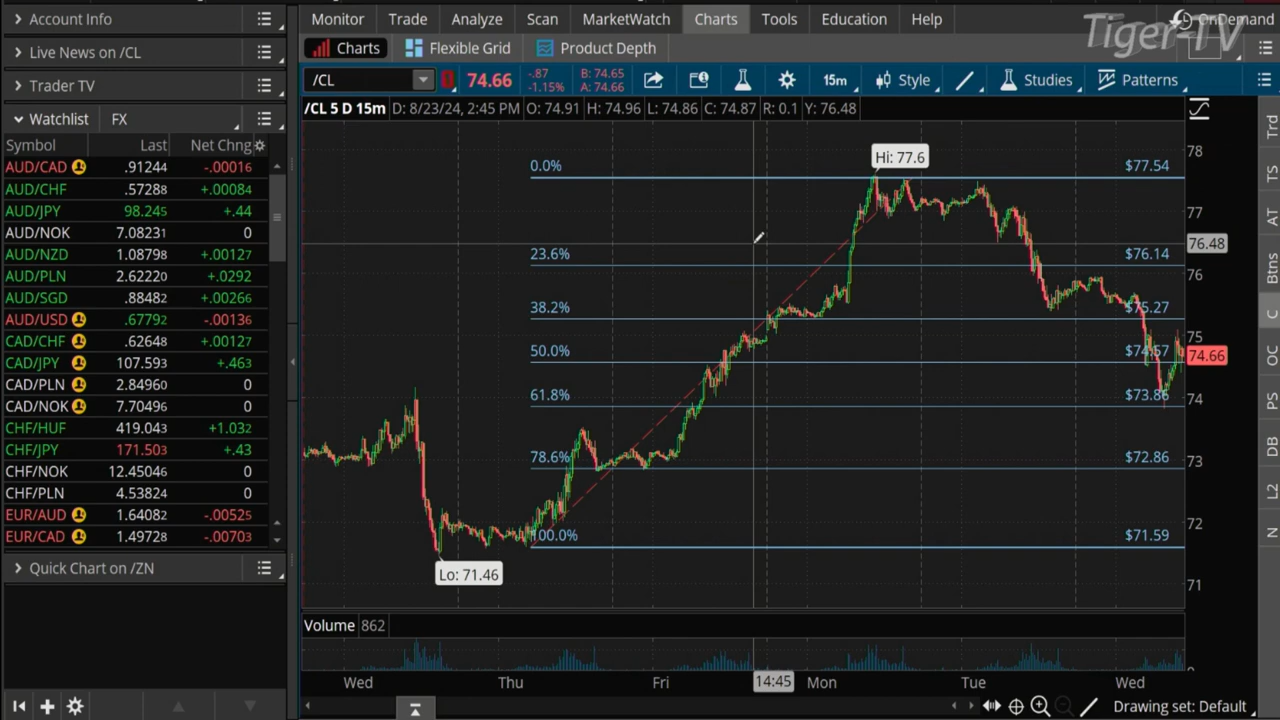 Account Info
Monitor Trade Analyze Scan MarketWatch Charts Tools Education Help
OnDemand
Tiger-TV
Live News on /CL
Charts Flexible Grid Product Depth
Trader TV
/CL 74.66 -.87 -1.15% B: 74.65 A: 74.66 15m Style Studies Patterns
Watchlist FX
/CL 5 D 15m D: 8/23/24, 2:45 PM O: 74.91 H: 74.96 L: 74.86 C: 74.87 R: 0.1 Y: 76.48
Symbol Last Net Chng
AUD/CAD .91244 -.00016
AUD/CHF .57288 +.00084
AUD/JPY 98.245 +.44
AUD/NOK 7.08231 0
AUD/NZD 1.08798 +.00127
AUD/PLN 2.62220 +.0292
AUD/SGD .88482 +.00266
AUD/USD .67792 -.00136
CAD/CHF .62648 +.00127
CAD/JPY 107.593 +.463
CAD/PLN 2.84960 0
CAD/NOK 7.70496 0
CHF/HUF 419.043 +1.032
CHF/JPY 171.503 +.43
CHF/NOK 12.45046 0
CHF/PLN 4.53824 0
EUR/AUD 1.64082 -.00525
EUR/CAD 1.49728 -.00703
Quick Chart on /ZN
Hi: 77.6
0.0% $77.54
23.6% $76.14
38.2% $75.27
50.0% $74.57
61.8% $73.86
78.6% $72.86
100.0% $71.59
Lo: 71.46
78
77
76.48
76
75
74.66
74
73
72
71
Trd
TS
AT
Btns
C
OC
PS
DB
L2
N
Volume 862
Wed Thu Fri 14:45 Mon Tue Wed
Drawing set: Default